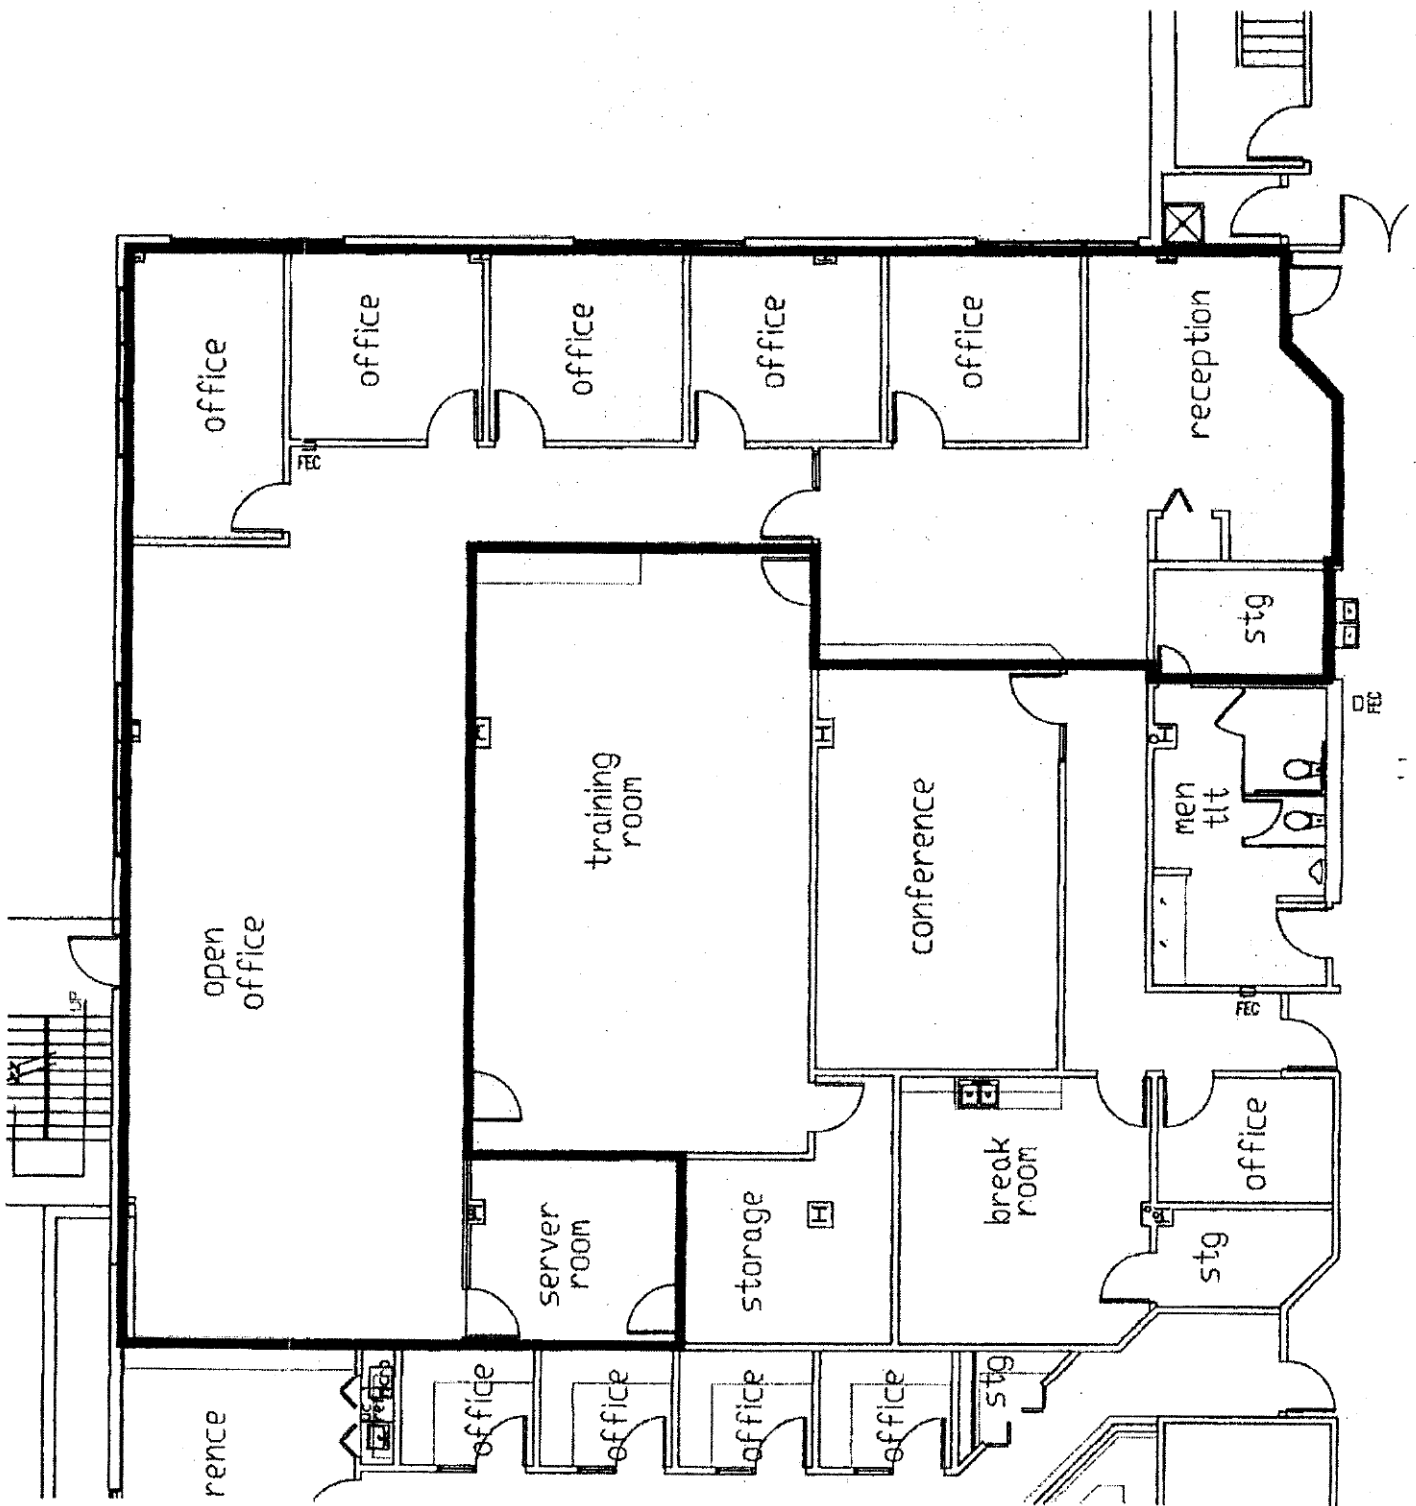 office
office
office
office
office
reception
FEC
stg
FEC
training
room
conference
men
tlt
open
office
UP
FEC
break
room
office
server
room
storage
stg
office
office
office
office
stg
rence